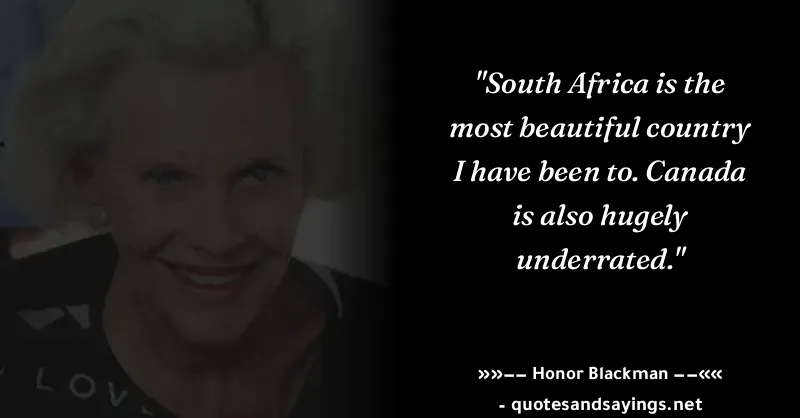 "South Africa is the
most beautiful country
I have been to. Canada
is also hugely
underrated."
»»−− Honor Blackman −−««
- quotesandsayings.net
LOV